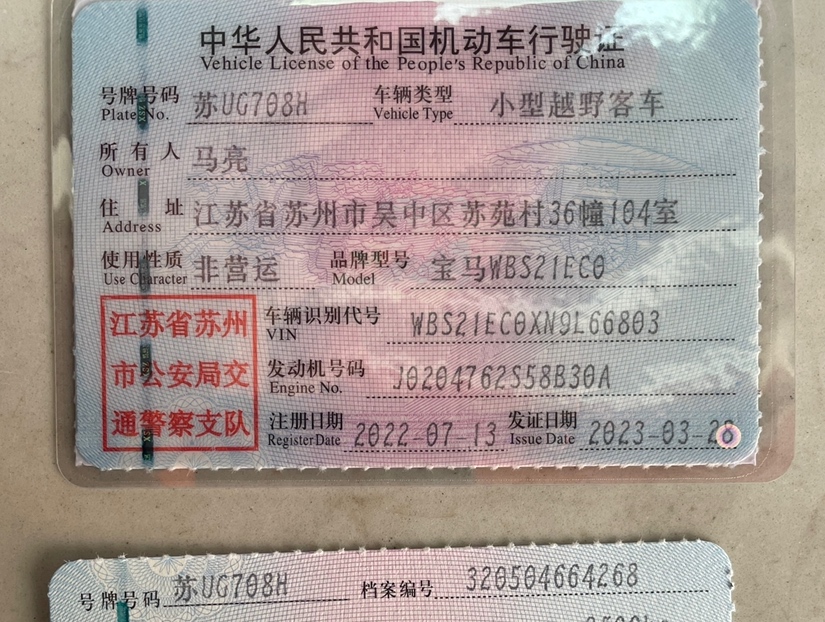 中华人民共和国机动车行驶证
Vehicle License of the People's Republic of China
号牌号码 苏UG708H 车辆类型 小型越野客车
Plate No. Vehicle Type
所有人 马亮
Owner
住址 江苏省苏州市吴中区苏苑村36幢104室
Address
使用性质 非营运 品牌型号 宝马WBS21EC0
Use Character Model
江苏省苏州
市公安局交
通警察支队
车辆识别代号 WBS21EC0XN9L66803
VIN
发动机号码 J0204762S58B30A
Engine No.
注册日期 2022-07-13 发证日期 2023-03-28
Register Date Issue Date
号牌号码 苏UG708H 档案编号 320504664268